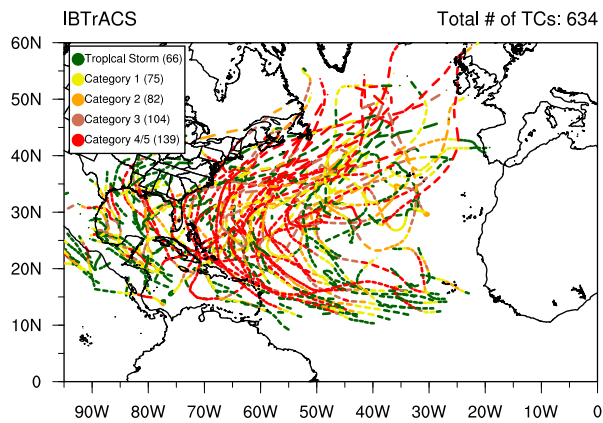 IBTrACS Total # of TCs: 634
60N
Tropical Storm (66)
Category 1 (75)
50N
Category 2 (82)
Category 3 (104)
40N
Category 4/5 (139)
30N
20N
10N
0
90W 80W 70W 60W 50W 40W 30W 20W 10W 0